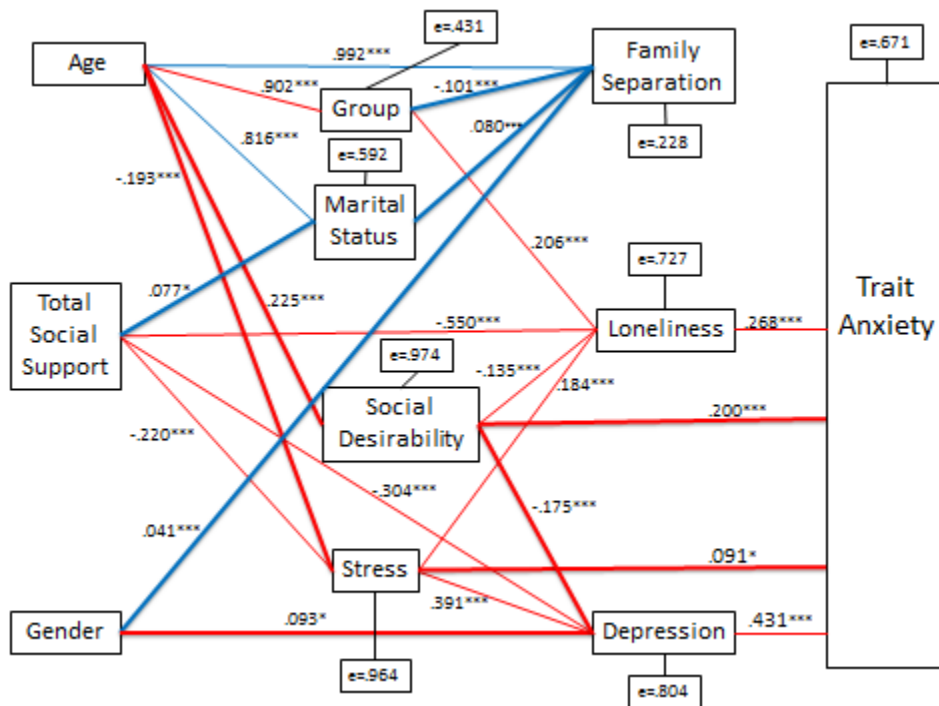 e=.431
e=.671
Age
.992***
Family
Separation
.902***
-.101***
Group
.080***
.816***
e=.592
e=.228
-.193***
Marital
Status
.206***
e=.727
Total
Social
Support
.077*
.225***
-.550***
Loneliness
.268***
Trait
Anxiety
e=.974
-.135***
.184***
Social
Desirability
.200***
-.220***
-.304***
-.175***
.041***
Stress
.091*
.391***
Gender
.093*
Depression
.431***
e=.964
e=.804